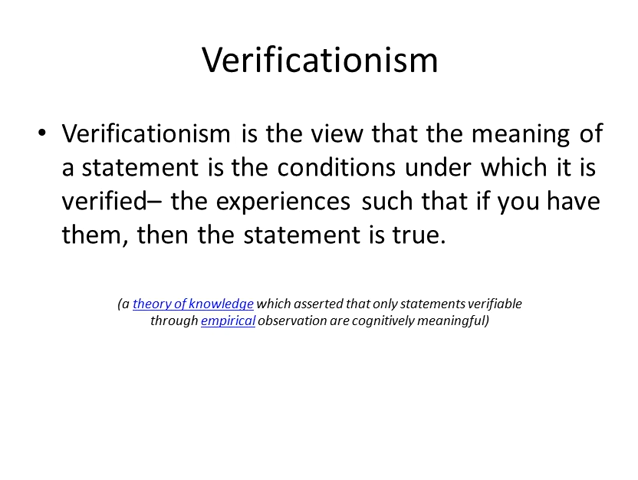 Verificationism
• Verificationism is the view that the meaning of
a statement is the conditions under which it is
verified– the experiences such that if you have
them, then the statement is true.
(a theory of knowledge which asserted that only statements verifiable
through empirical observation are cognitively meaningful)